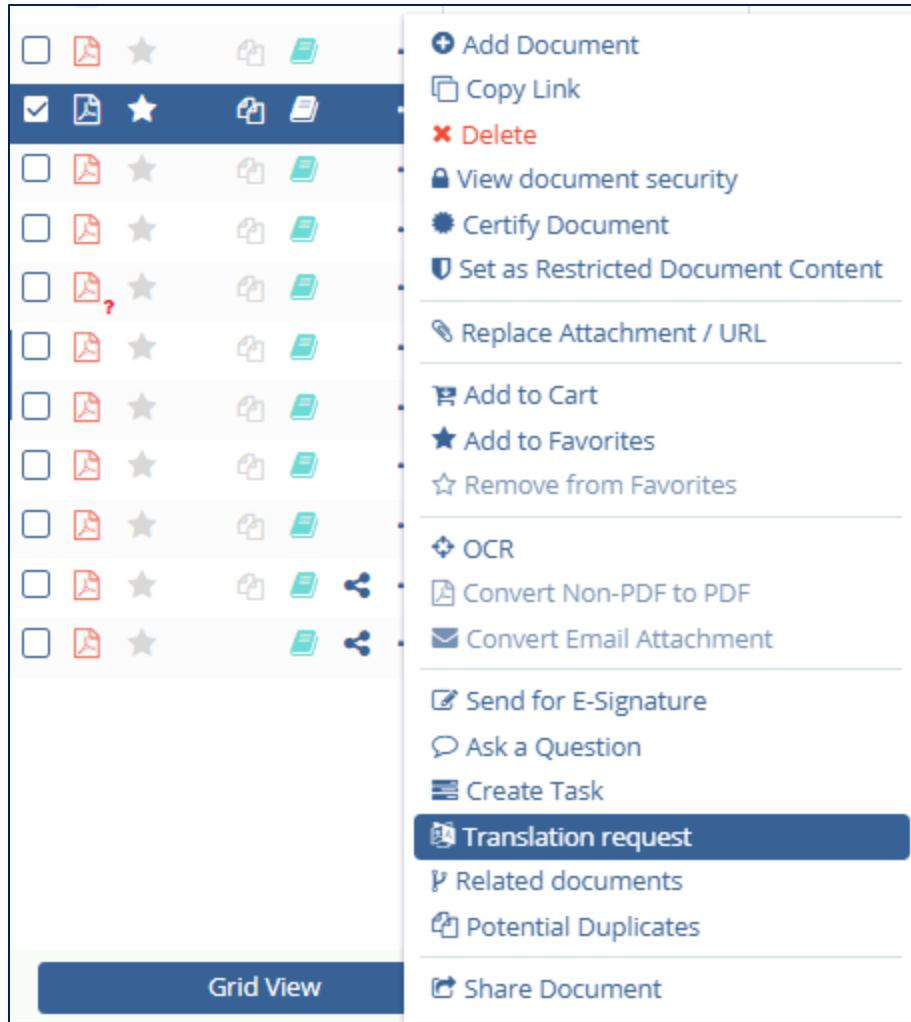 Add Document
Copy Link
Delete
View document security
Certify Document
Set as Restricted Document Content
Replace Attachment / URL
Add to Cart
Add to Favorites
Remove from Favorites
OCR
Convert Non-PDF to PDF
Convert Email Attachment
Send for E-Signature
Ask a Question
Create Task
Translation request
Related documents
Potential Duplicates
Share Document
?
Grid View